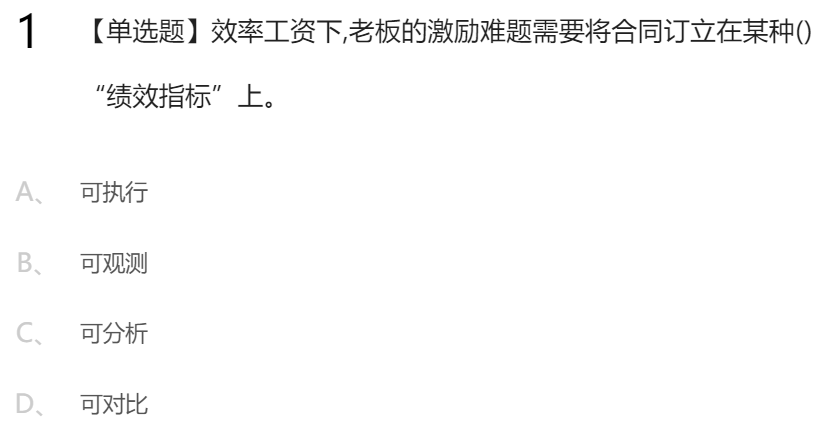 1 【单选题】效率工资下,老板的激励难题需要将合同订立在某种()
“绩效指标”上。
A、 可执行
B、 可观测
C、 可分析
D、 可对比